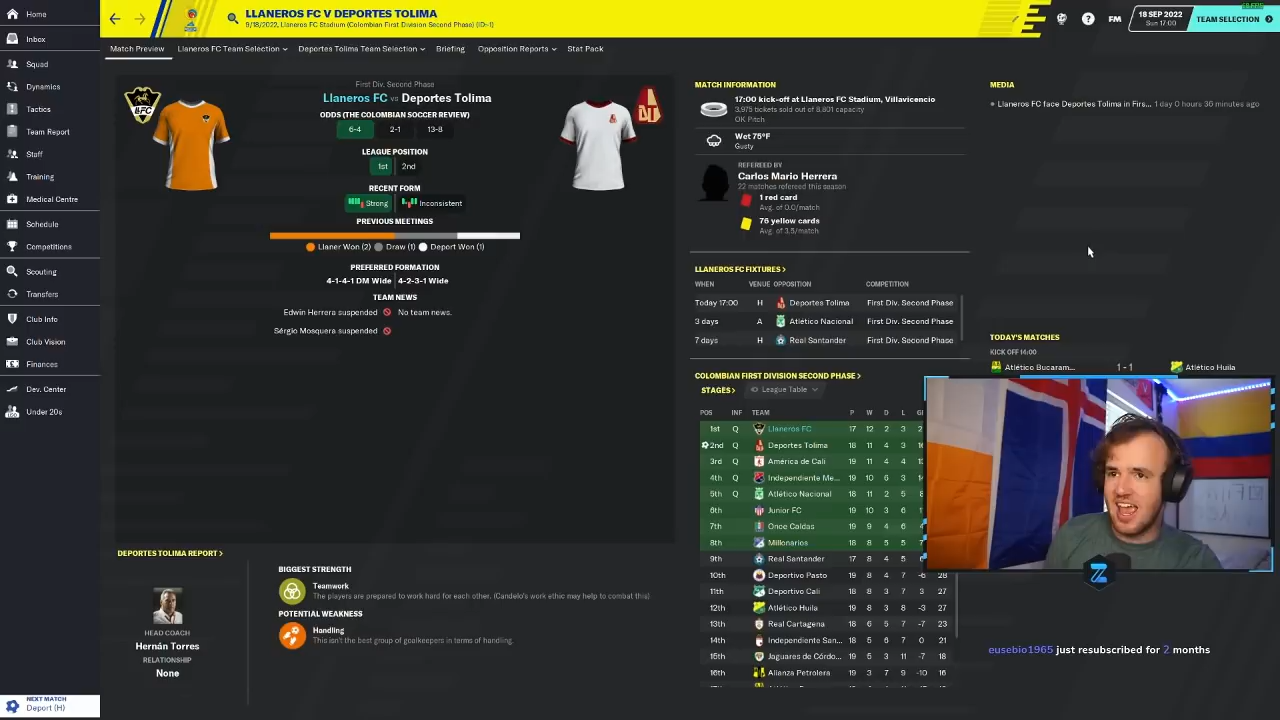 LLANEROS FC V DEPORTES TOLIMA
9/18/2022, Llaneros FC Stadium (Colombian First Division Second Phase) (ID:-1)
FM
18 SEP 2022
Sun 17:00
TEAM SELECTION
Home
Inbox
Squad
Dynamics
Tactics
Team Report
Staff
Training
Medical Centre
Schedule
Competitions
Scouting
Transfers
Club Info
Club Vision
Finances
Dev. Center
Under 20s
NEXT MATCH
Deport (H)
Match Preview
Llaneros FC Team Selection
Deportes Tolima Team Selection
Briefing
Opposition Reports
Stat Pack
First Div. Second Phase
Llaneros FC vs Deportes Tolima
ODDS (THE COLOMBIAN SOCCER REVIEW)
6-4 2-1 13-8
LEAGUE POSITION
1st 2nd
RECENT FORM
Strong Inconsistent
PREVIOUS MEETINGS
Llaner Won (2) Draw (1) Deport Won (1)
PREFERRED FORMATION
4-1-4-1 DM Wide 4-2-3-1 Wide
TEAM NEWS
Edwin Herrera suspended No team news.
Sérgio Mosquera suspended
DEPORTES TOLIMA REPORT >
HEAD COACH
Hernán Torres
RELATIONSHIP
None
BIGGEST STRENGTH
Teamwork
The players are prepared to work hard for each other. (Candelo's work ethic may help to combat this)
POTENTIAL WEAKNESS
Handling
This isn't the best group of goalkeepers in terms of handling.
MATCH INFORMATION
17:00 kick-off at Llaneros FC Stadium, Villavicencio
3,975 tickets sold out of 8,801 capacity
OK Pitch
Wet 75°F
Gusty
REFEREED BY
Carlos Mario Herrera
22 matches refereed this season
1 red card
Avg. of 0.0/match
76 yellow cards
Avg. of 3.5/match
LLANEROS FC FIXTURES >
WHEN VENUE OPPOSITION COMPETITION
Today 17:00 H Deportes Tolima First Div. Second Phase
3 days A Atlético Nacional First Div. Second Phase
7 days H Real Santander First Div. Second Phase
COLOMBIAN FIRST DIVISION SECOND PHASE >
STAGES > League Table
POS INF TEAM P W D L
1st Q Llaneros FC 17 12 2 3
2nd Q Deportes Tolima 18 11 4 3
3rd Q América de Cali 19 11 4 4
4th Q Independiente Me... 19 10 6 3
5th Q Atlético Nacional 18 11 2 5
6th Junior FC 19 10 3 6
7th Once Caldas 19 9 4 6
8th Millonarios 18 8 5 5
9th Real Santander 17 8 4 5
10th Deportivo Pasto 19 8 4 7 -6 28
11th Deportivo Cali 18 8 3 7 3 27
12th Atlético Huila 19 8 3 8 -3 27
13th Real Cartagena 18 6 5 7 -7 23
14th Independiente San... 18 5 6 7 0 21
15th Jaguares de Córdo... 19 5 3 11 -7 18
16th Alianza Petrolera 19 3 7 9 -10 16
MEDIA
Llaneros FC face Deportes Tolima in Firs... 1 day 0 hours 36 minutes ago
TODAY'S MATCHES
KICK OFF 14:00
Atlético Bucaram... 1 - 1 Atlético Huila
eusebio1965 just resubscribed for 2 months